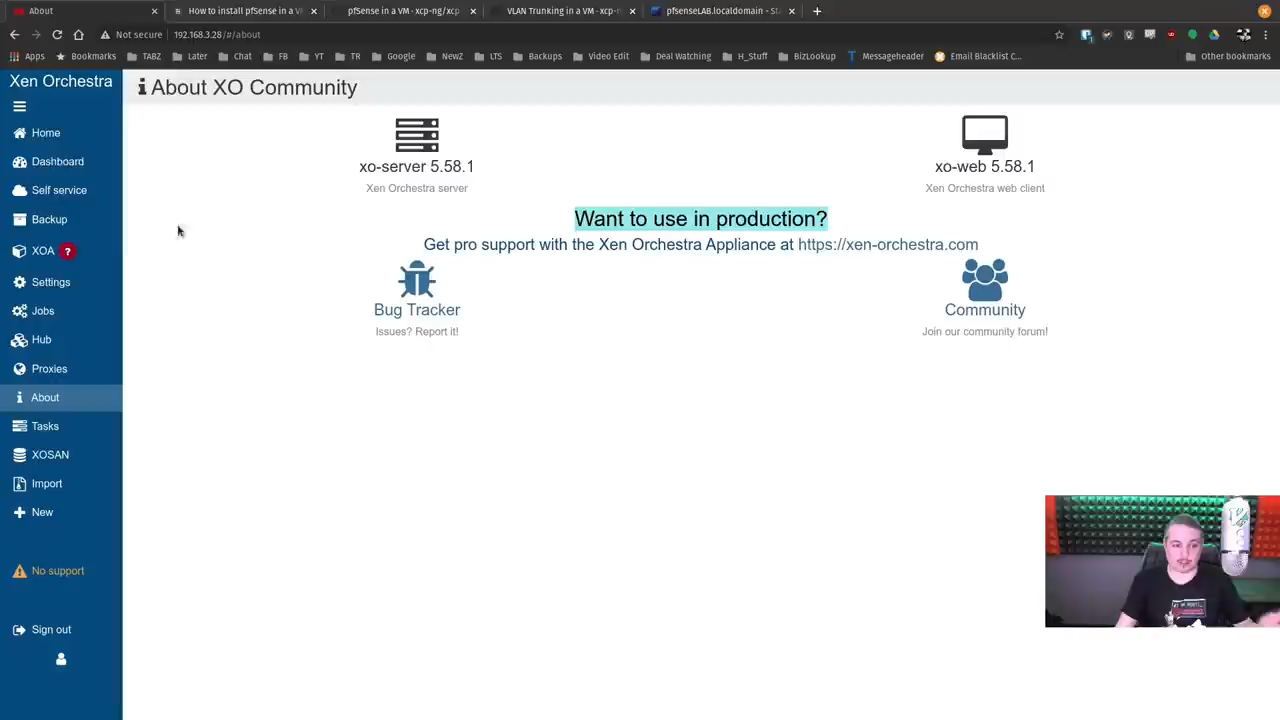 About
How to install pfSense in a V
pfSense in a VM · xcp-ng/xcp
VLAN Trunking in a VM · xcp-n
pfsenseLAB.localdomain - Sta
Not secure
192.168.3.28/#/about
Apps
Bookmarks
TABZ
Later
Chat
FB
YT
TR
Google
NewZ
LTS
Backups
Video Edit
Deal Watching
H_Stuff
BizLookup
Messageheader
Email Blacklist C...
Other bookmarks
Xen Orchestra
Home
Dashboard
Self service
Backup
XOA ?
Settings
Jobs
Hub
Proxies
About
Tasks
XOSAN
Import
New
No support
Sign out
About XO Community
xo-server 5.58.1
Xen Orchestra server
xo-web 5.58.1
Xen Orchestra web client
Want to use in production?
Get pro support with the Xen Orchestra Appliance at https://xen-orchestra.com
Bug Tracker
Issues? Report it!
Community
Join our community forum!